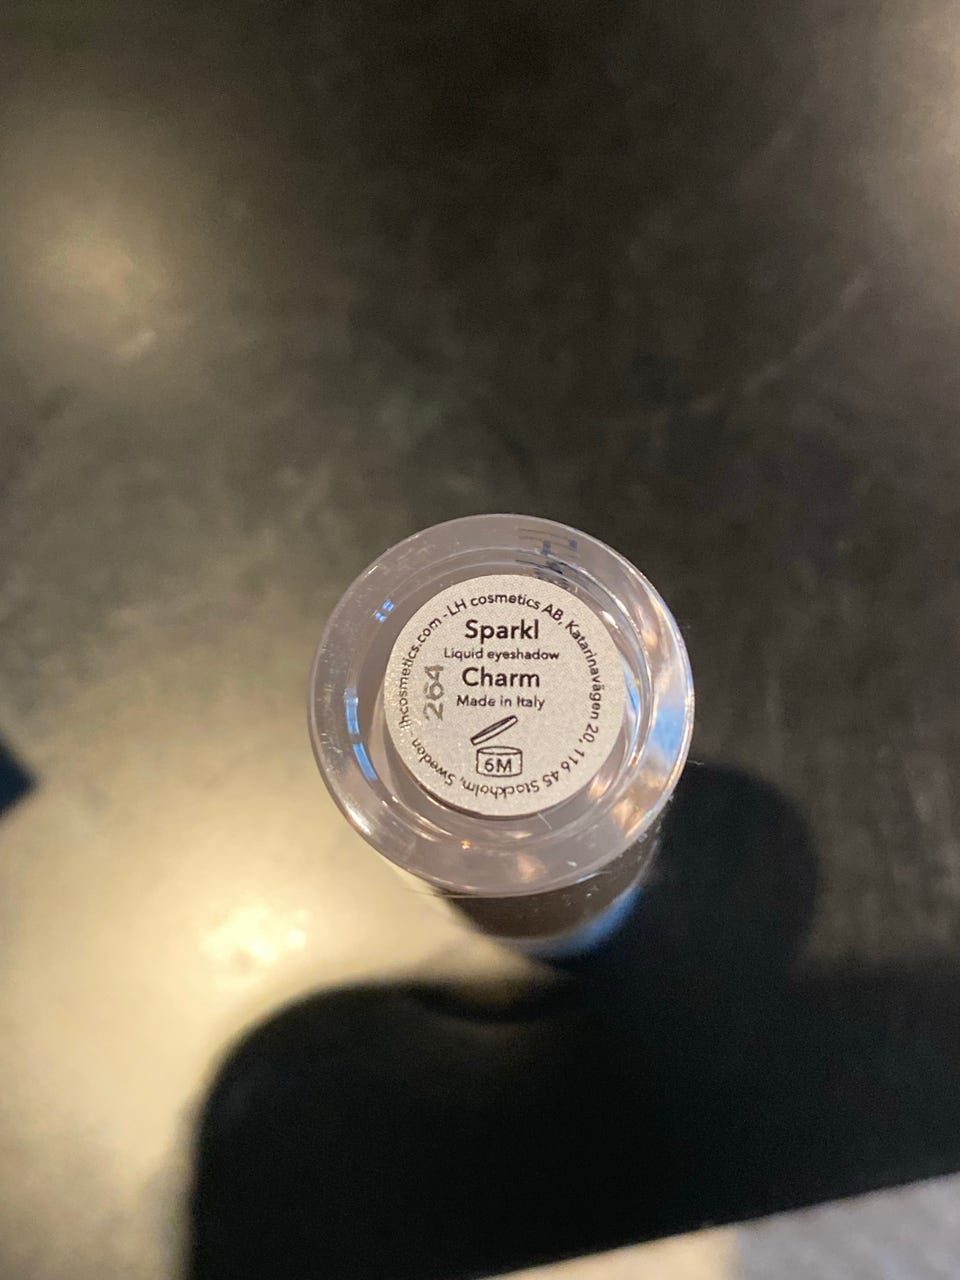 lhcosmetics.com - LH cosmetics AB, Katarinavägen 20, 116 45 Stockholm, Sweden -
Sparkl
Liquid eyeshadow
Charm
Made in Italy
6M
264